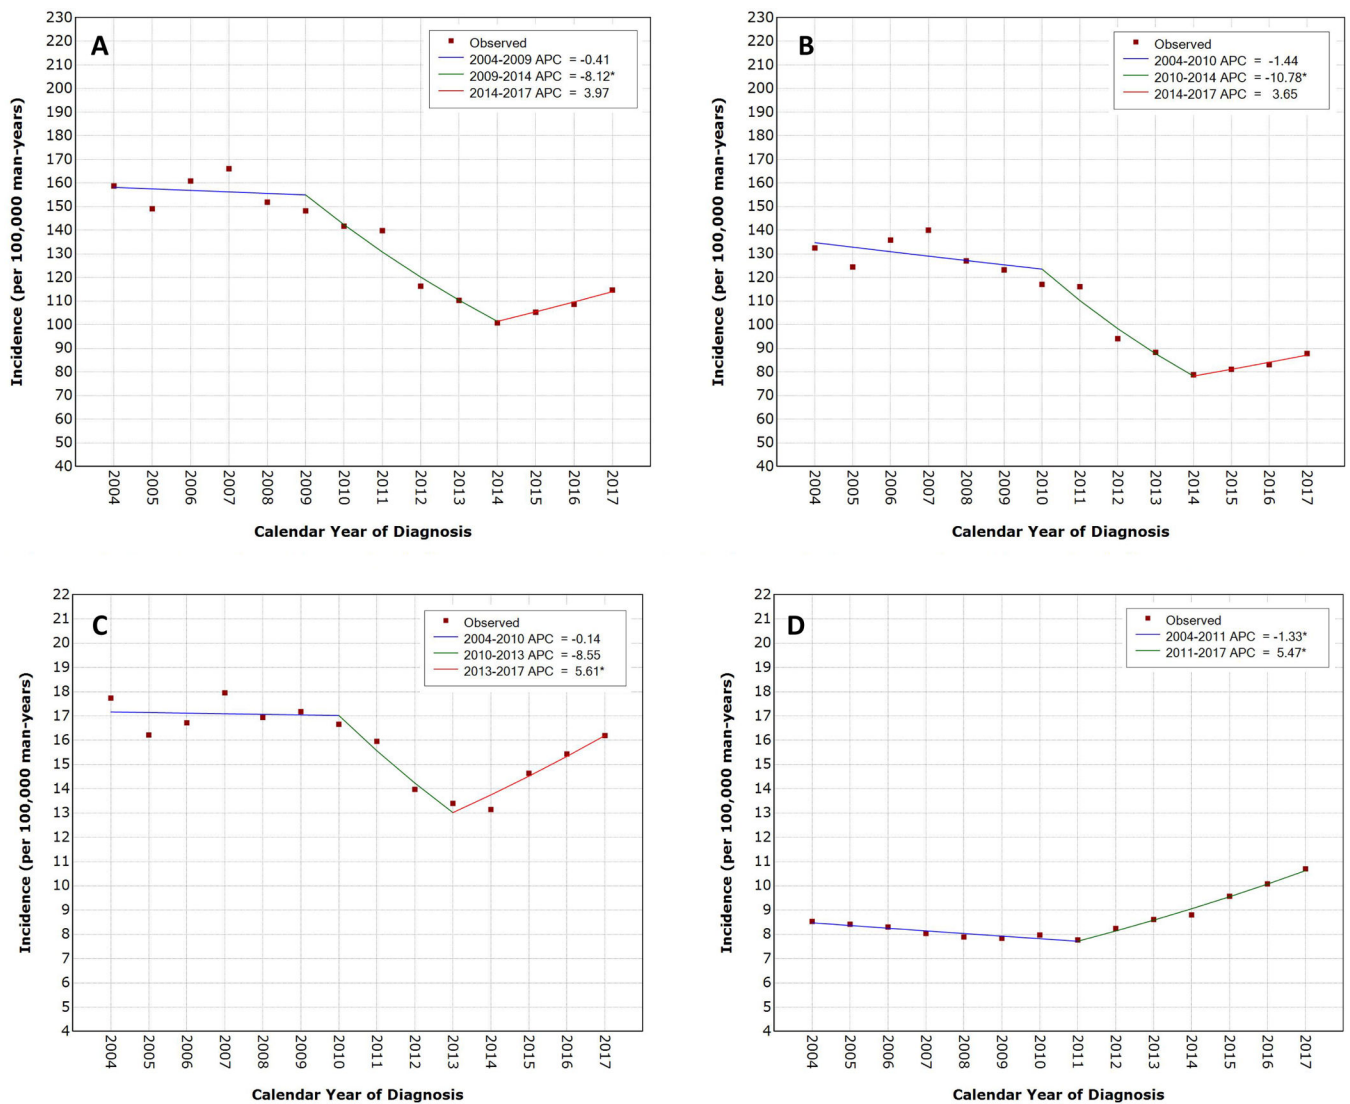 A
Observed
2004-2009 APC = -0.41
2009-2014 APC = -8.12*
2014-2017 APC = 3.97
230
220
210
200
190
180
170
160
150
140
130
120
110
100
90
80
70
60
50
40
Incidence (per 100,000 man-years)
2004 2005 2006 2007 2008 2009 2010 2011 2012 2013 2014 2015 2016 2017
Calendar Year of Diagnosis
B
Observed
2004-2010 APC = -1.44
2010-2014 APC = -10.78*
2014-2017 APC = 3.65
230
220
210
200
190
180
170
160
150
140
130
120
110
100
90
80
70
60
50
40
Incidence (per 100,000 man-years)
2004 2005 2006 2007 2008 2009 2010 2011 2012 2013 2014 2015 2016 2017
Calendar Year of Diagnosis
C
Observed
2004-2010 APC = -0.14
2010-2013 APC = -8.55
2013-2017 APC = 5.61*
22
21
20
19
18
17
16
15
14
13
12
11
10
9
8
7
6
5
4
Incidence (per 100,000 man-years)
2004 2005 2006 2007 2008 2009 2010 2011 2012 2013 2014 2015 2016 2017
Calendar Year of Diagnosis
D
Observed
2004-2011 APC = -1.33*
2011-2017 APC = 5.47*
22
21
20
19
18
17
16
15
14
13
12
11
10
9
8
7
6
5
4
Incidence (per 100,000 man-years)
2004 2005 2006 2007 2008 2009 2010 2011 2012 2013 2014 2015 2016 2017
Calendar Year of Diagnosis